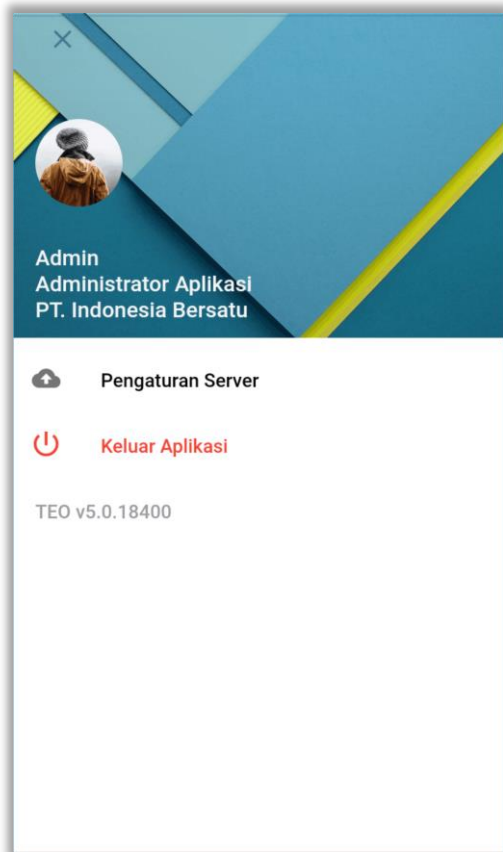 Admin
Administrator Aplikasi
PT. Indonesia Bersatu
Pengaturan Server
Keluar Aplikasi
TEO v5.0.18400